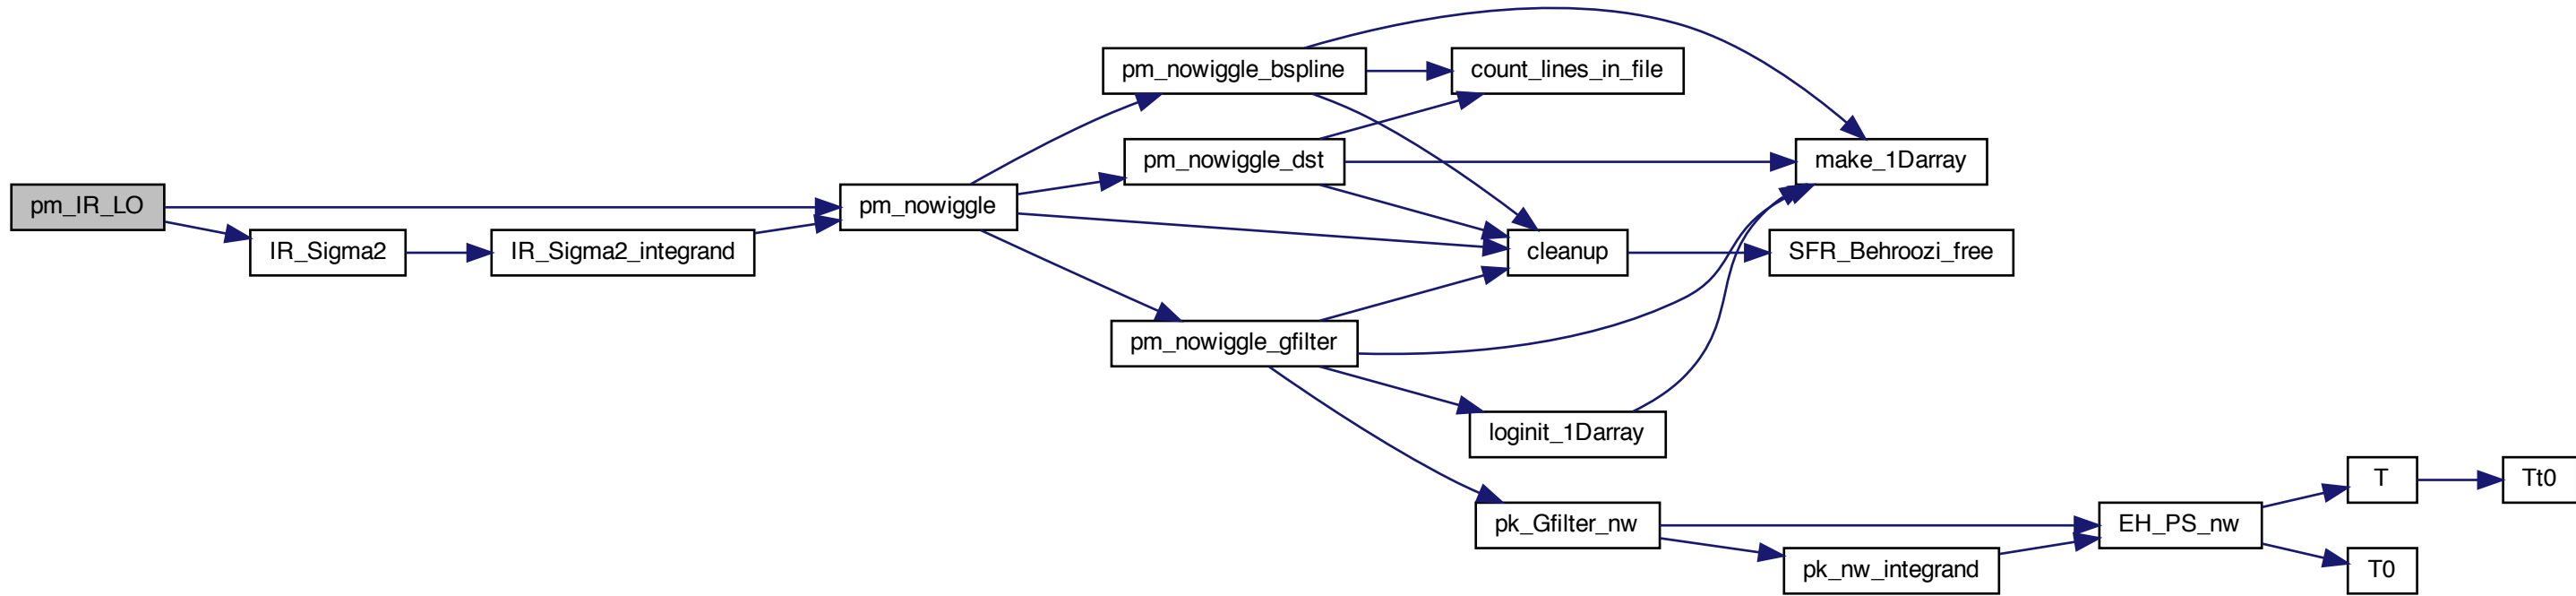 pm_IR_LO
IR_Sigma2
IR_Sigma2_integrand
pm_nowiggle
pm_nowiggle_bspline
pm_nowiggle_dst
pm_nowiggle_gfilter
count_lines_in_file
cleanup
loginit_1Darray
pk_Gfilter_nw
make_1Darray
SFR_Behroozi_free
pk_nw_integrand
EH_PS_nw
T
T0
Tt0